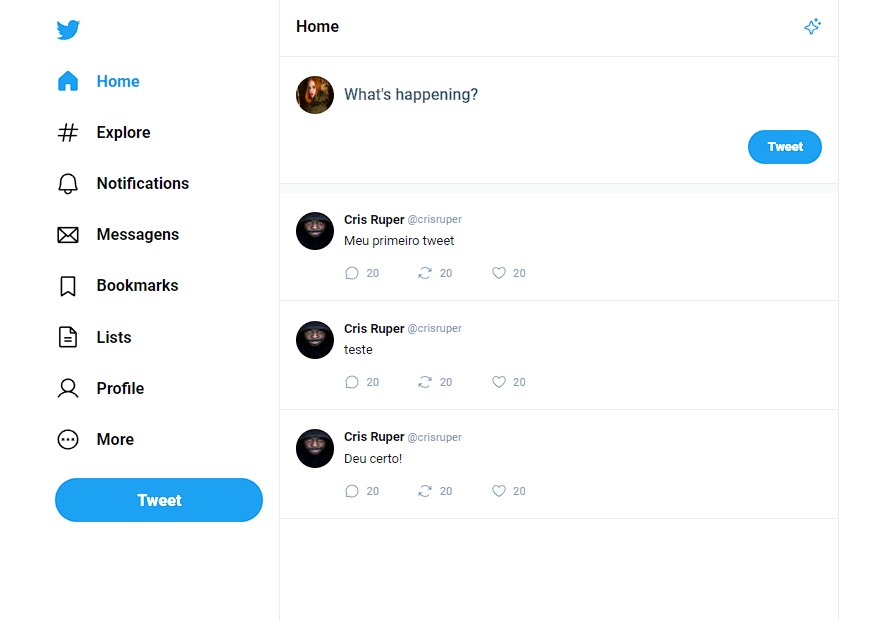 Home
Explore
Notifications
Messagens
Bookmarks
Lists
Profile
More
Tweet
Home
What's happening?
Tweet
Cris Ruper @crisruper
Meu primeiro tweet
20 20 20
Cris Ruper @crisruper
teste
20 20 20
Cris Ruper @crisruper
Deu certo!
20 20 20